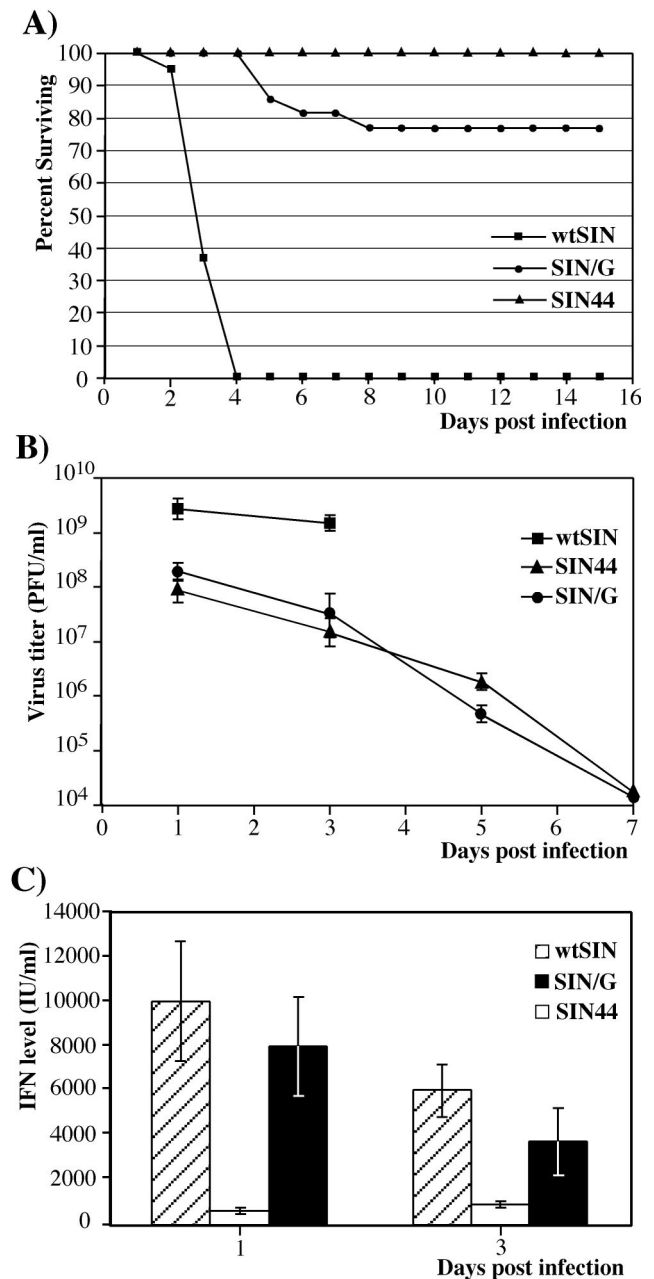 A)
100
90
80
70
60
50
40
30
20
10
0
Percent Surviving
wtSIN
SIN/G
SIN44
0 2 4 6 8 10 12 14 16
Days post infection
B)
10^10
10^9
10^8
10^7
10^6
10^5
10^4
Virus titer (PFU/ml)
wtSIN
SIN44
SIN/G
0 1 2 3 4 5 6 7
Days post infection
C)
14000
12000
10000
8000
6000
4000
2000
0
IFN level (IU/ml)
wtSIN
SIN/G
SIN44
1 3
Days post infection